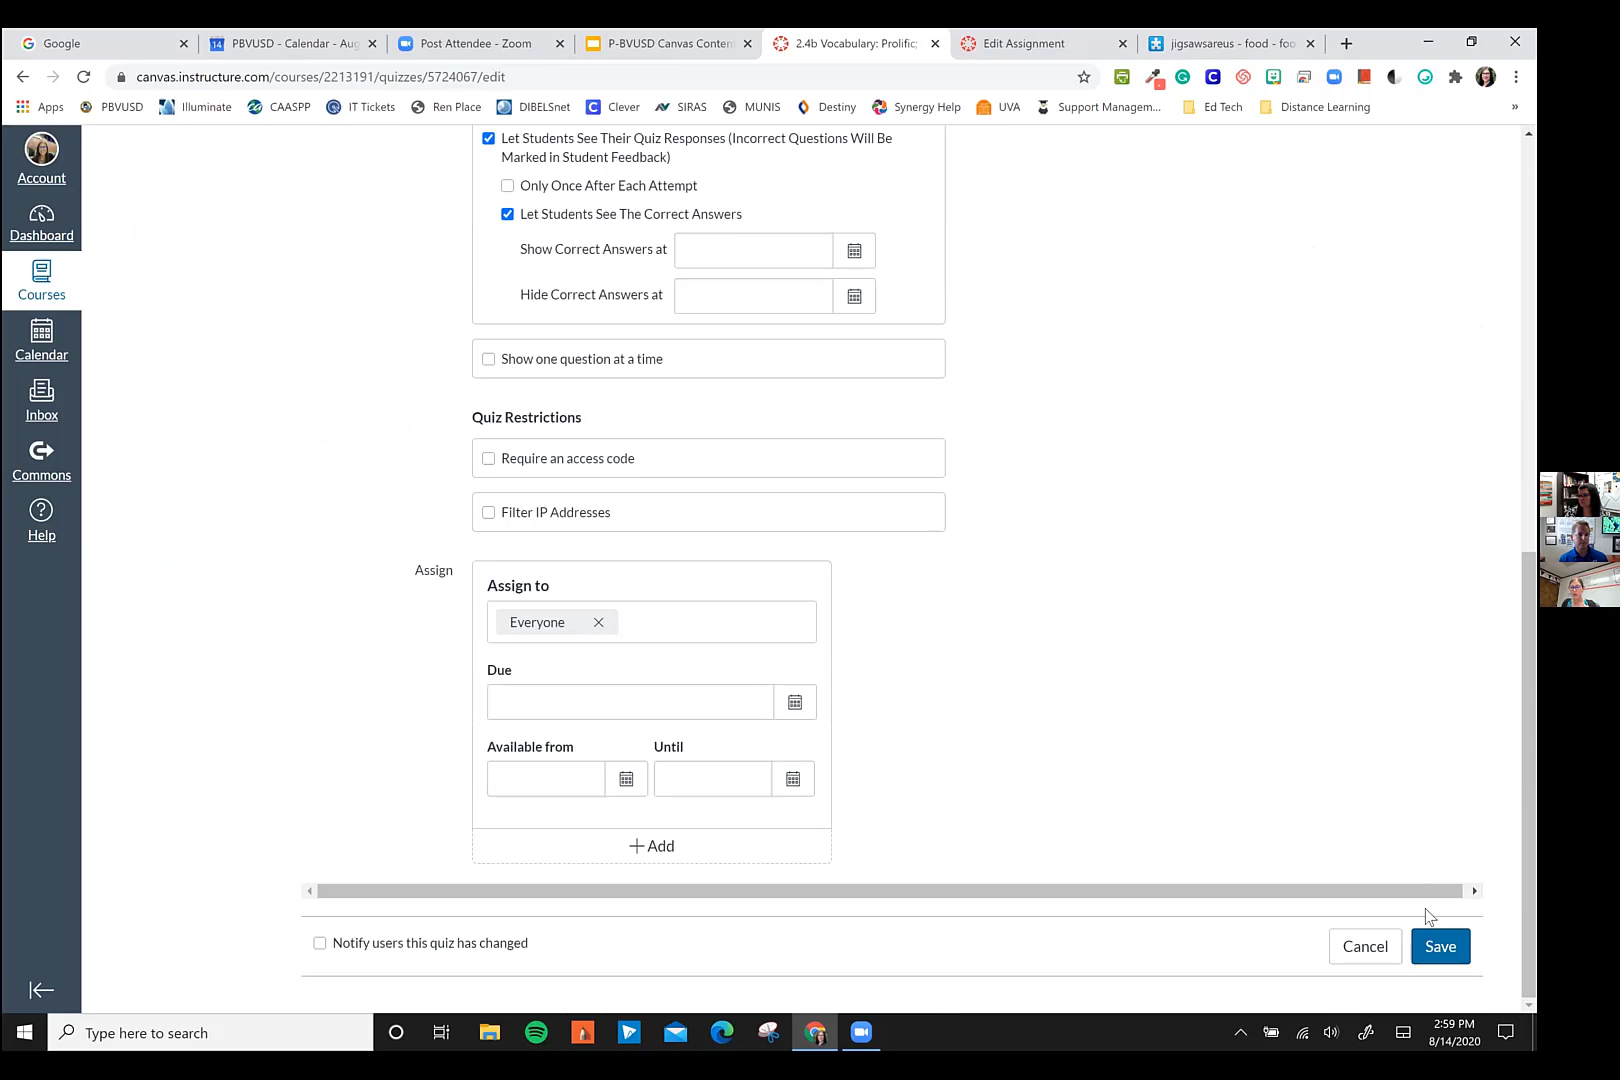 Google
PBVUSD - Calendar - Aug
Post Attendee - Zoom
P-BVUSD Canvas Conten
2.4b Vocabulary: Prolific;
Edit Assignment
jigsawsareus - food - foo
canvas.instructure.com/courses/2213191/quizzes/5724067/edit
Apps
PBVUSD
Illuminate
CAASPP
IT Tickets
Ren Place
DIBELSnet
Clever
SIRAS
MUNIS
Destiny
Synergy Help
UVA
Support Managem...
Ed Tech
Distance Learning
Account
Dashboard
Courses
Calendar
Inbox
Commons
Help
Let Students See Their Quiz Responses (Incorrect Questions Will Be
Marked in Student Feedback)
Only Once After Each Attempt
Let Students See The Correct Answers
Show Correct Answers at
Hide Correct Answers at
Show one question at a time
Quiz Restrictions
Require an access code
Filter IP Addresses
Assign
Assign to
Everyone
Due
Available from
Until
+ Add
Notify users this quiz has changed
Cancel
Save
Type here to search
2:59 PM
8/14/2020